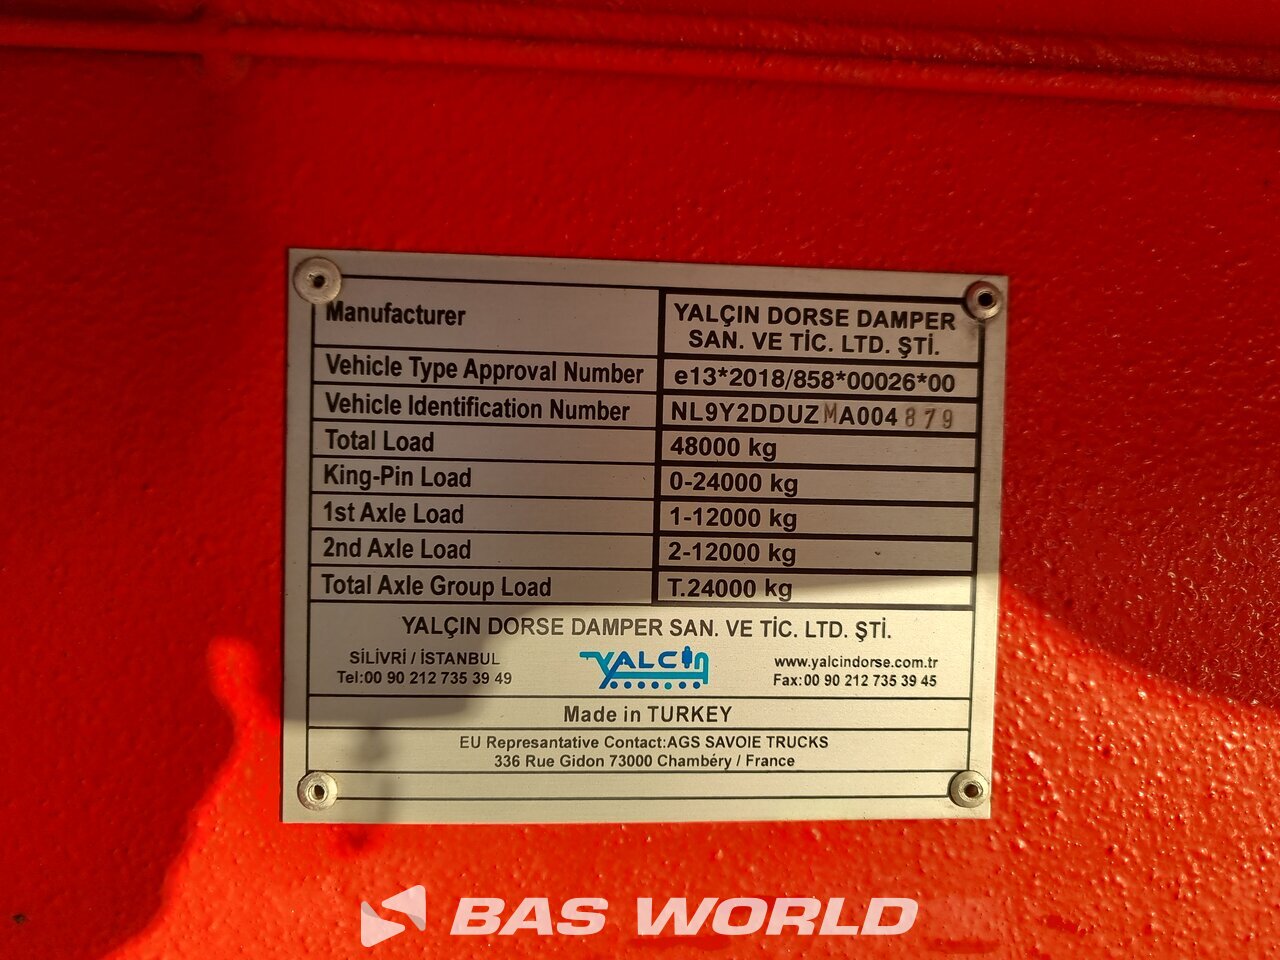 Manufacturer YALÇIN DORSE DAMPER
SAN. VE TİC. LTD. ŞTİ.
Vehicle Type Approval Number e13*2018/858*00026*00
Vehicle Identification Number NL9Y2DDUZMA004879
Total Load 48000 kg
King-Pin Load 0-24000 kg
1st Axle Load 1-12000 kg
2nd Axle Load 2-12000 kg
Total Axle Group Load T.24000 kg
YALÇIN DORSE DAMPER SAN. VE TİC. LTD. ŞTİ.
SİLİVRİ / İSTANBUL
Tel:00 90 212 735 39 49
YALCIN
www.yalcindorse.com.tr
Fax:00 90 212 735 39 45
Made in TURKEY
EU Represantative Contact:AGS SAVOIE TRUCKS
336 Rue Gidon 73000 Chambéry / France
BAS WORLD